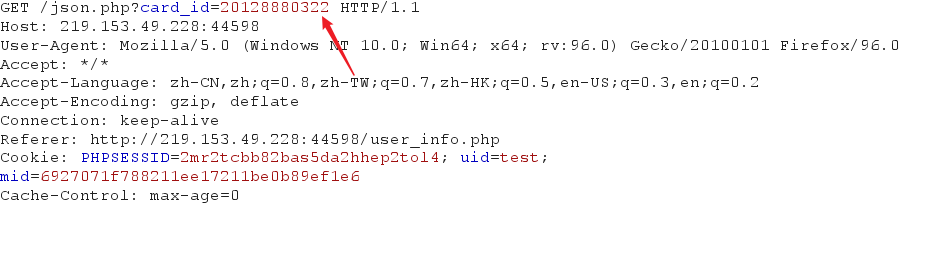 GET /json.php?card_id=20128880322 HTTP/1.1
Host: 219.153.49.228:44598
User-Agent: Mozilla/5.0 (Windows NT 10.0; Win64; x64; rv:96.0) Gecko/20100101 Firefox/96.0
Accept: */*
Accept-Language: zh-CN,zh;q=0.8,zh-TW;q=0.7,zh-HK;q=0.5,en-US;q=0.3,en;q=0.2
Accept-Encoding: gzip, deflate
Connection: keep-alive
Referer: http://219.153.49.228:44598/user_info.php
Cookie: PHPSESSID=2mr2tcbb82bas5da2hhep2tol4; uid=test;
mid=6927071f788211ee17211be0b89ef1e6
Cache-Control: max-age=0